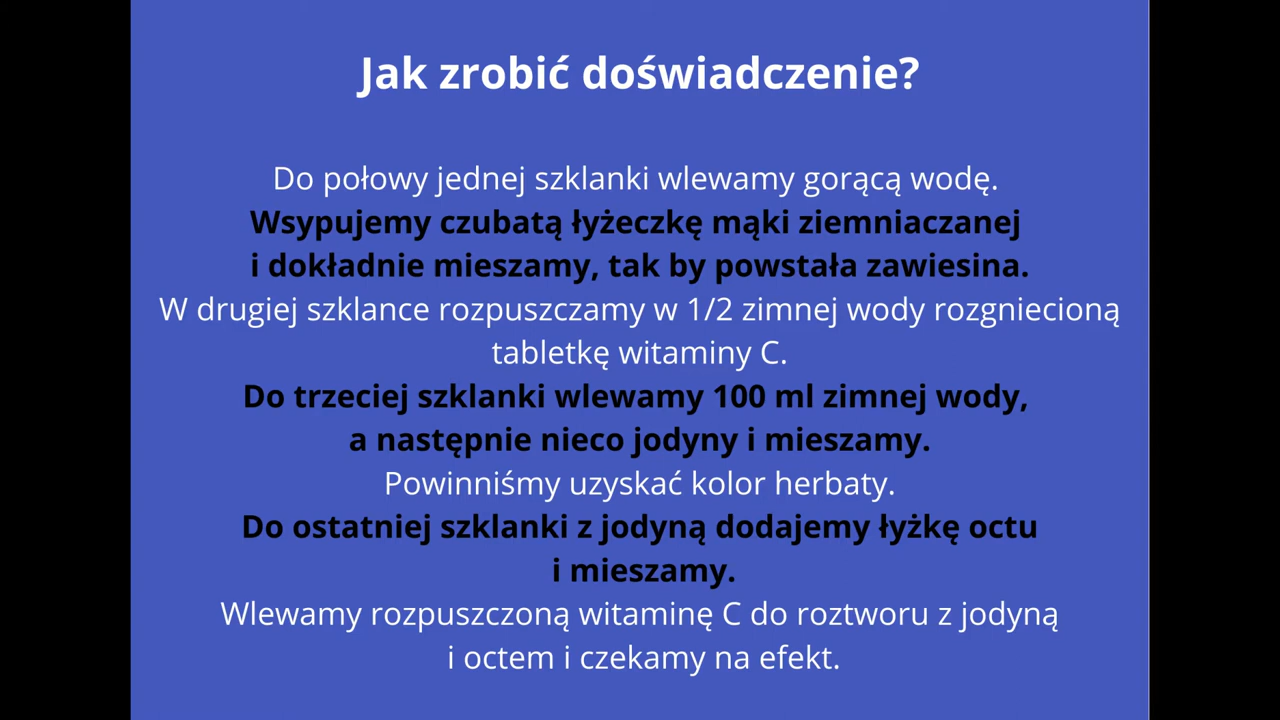 Jak zrobić doświadczenie?
Do połowy jednej szklanki wlewamy gorącą wodę.
Wsypujemy czubatą łyżeczkę mąki ziemniaczanej
i dokładnie mieszamy, tak by powstała zawiesina.
W drugiej szklance rozpuszczamy w 1/2 zimnej wody rozgniecioną
tabletkę witaminy C.
Do trzeciej szklanki wlewamy 100 ml zimnej wody,
a następnie nieco jodyny i mieszamy.
Powinniśmy uzyskać kolor herbaty.
Do ostatniej szklanki z jodyną dodajemy łyżkę octu
i mieszamy.
Wlewamy rozpuszczoną witaminę C do roztworu z jodyną
i octem i czekamy na efekt.